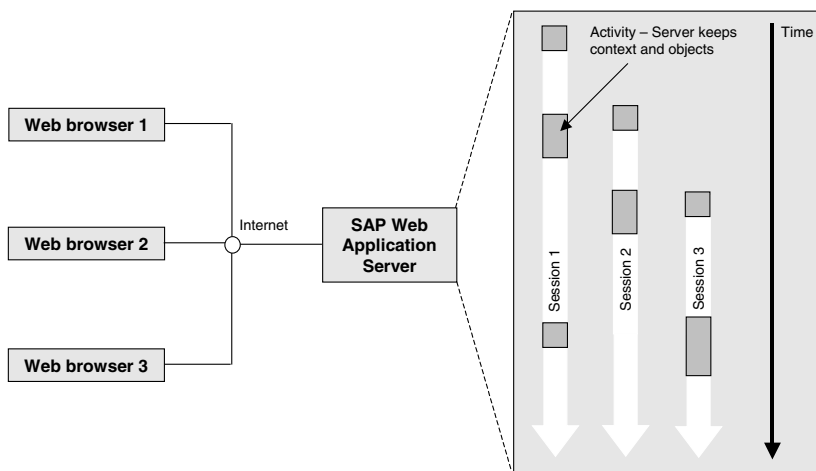 Activity – Server keeps
context and objects
Time
Web browser 1
Web browser 2
Web browser 3
Internet
SAP Web
Application
Server
Session 1
Session 2
Session 3